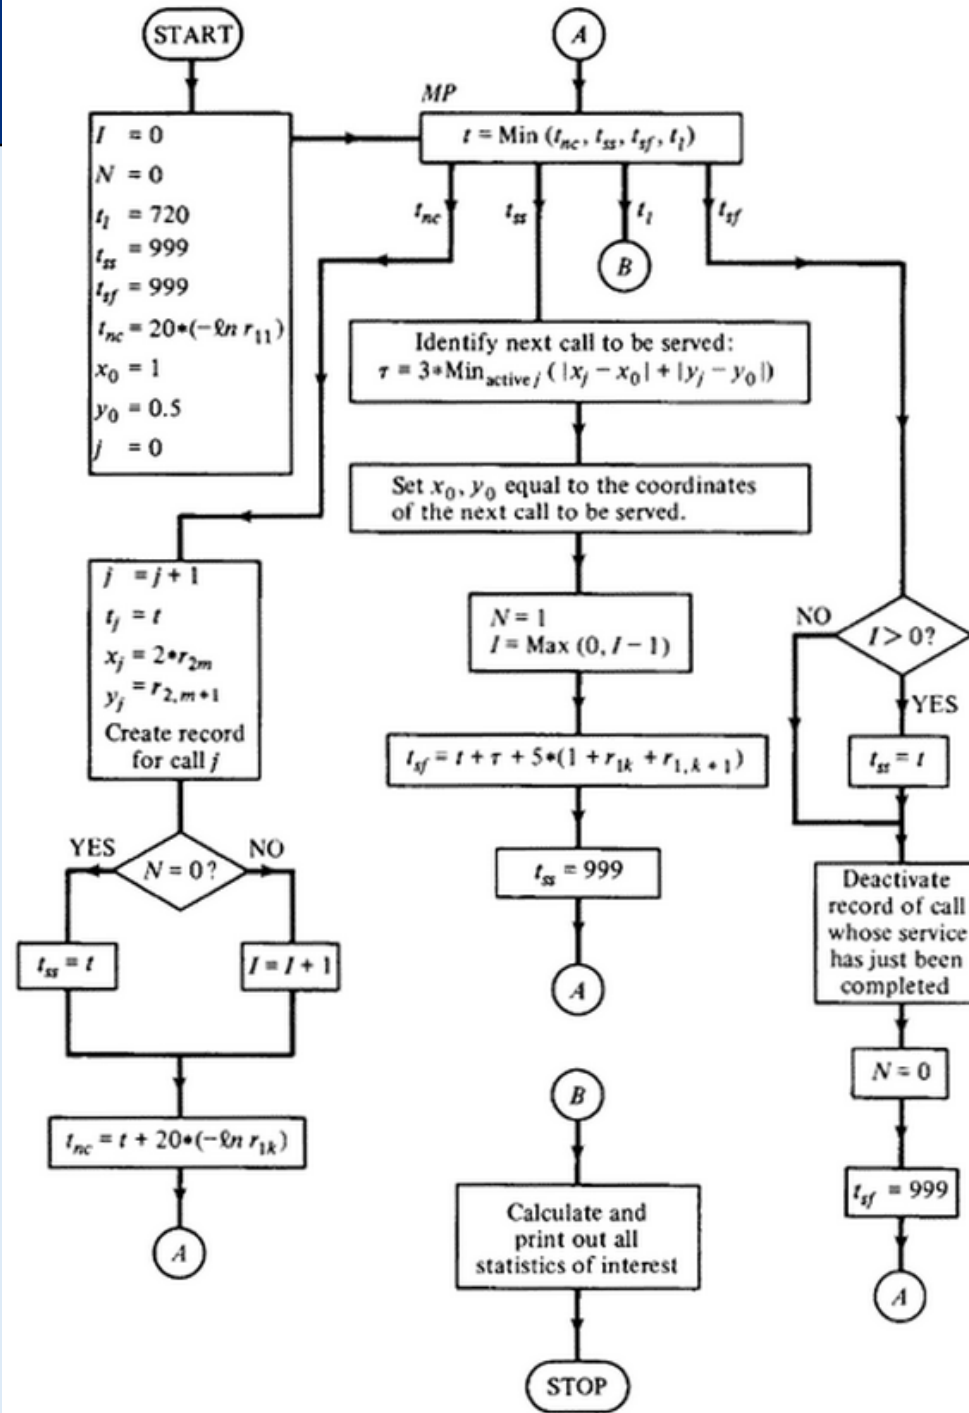 START
I = 0
N = 0
t_l = 720
t_ss = 999
t_sf = 999
t_nc = 20*(−ℓn r_11)
x_0 = 1
y_0 = 0.5
j = 0
A
MP
t = Min (t_nc, t_ss, t_sf, t_l)
t_nc
t_ss
t_l
t_sf
B
Identify next call to be served:
τ = 3*Min_active j ( |x_j − x_0| + |y_j − y_0|)
Set x_0, y_0 equal to the coordinates
of the next call to be served.
N = 1
I = Max (0, I − 1)
t_sf = t + τ + 5*(1 + r_1k + r_1,k+1)
t_ss = 999
A
j = j + 1
t_j = t
x_j = 2*r_2m
y_j = r_2,m+1
Create record
for call j
YES
N = 0?
NO
t_ss = t
I = I + 1
t_nc = t + 20*(−ℓn r_1k)
A
NO
I > 0?
YES
t_ss = t
Deactivate
record of call
whose service
has just been
completed
N = 0
t_sf = 999
A
B
Calculate and
print out all
statistics of interest
STOP